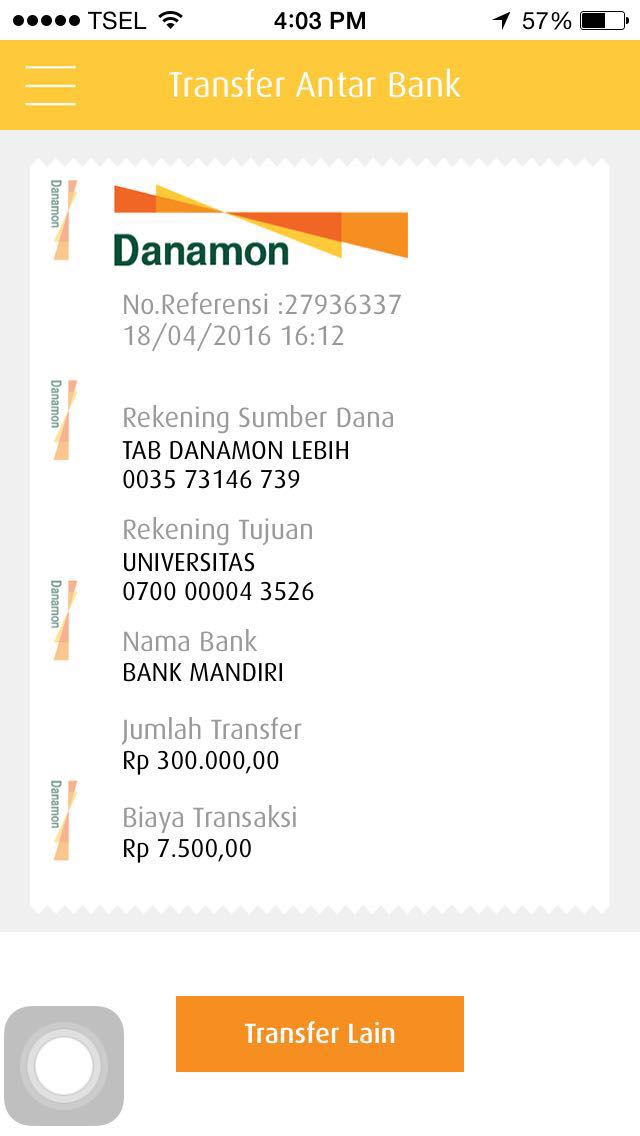 TSEL 4:03 PM 57%
Transfer Antar Bank
Danamon
Danamon
No.Referensi :27936337
18/04/2016 16:12
Danamon
Rekening Sumber Dana
TAB DANAMON LEBIH
0035 73146 739
Rekening Tujuan
UNIVERSITAS
0700 00004 3526
Danamon
Nama Bank
BANK MANDIRI
Jumlah Transfer
Rp 300.000,00
Danamon
Biaya Transaksi
Rp 7.500,00
Transfer Lain